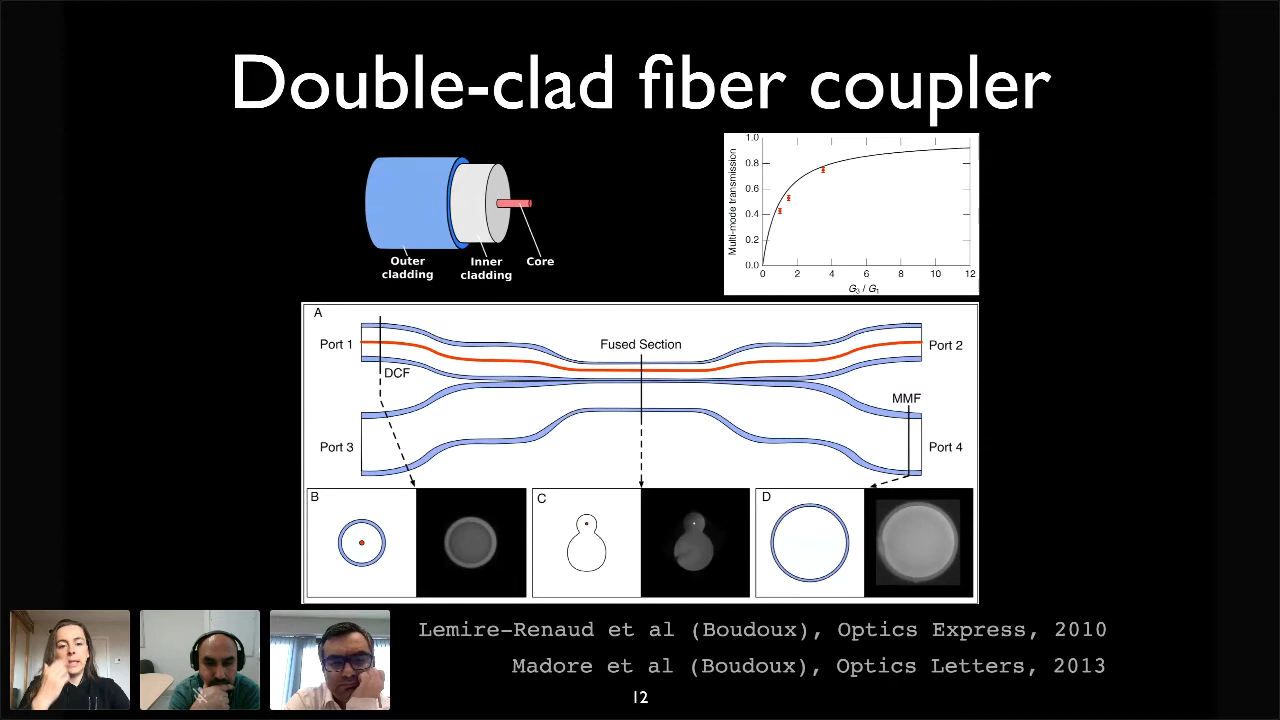 Double-clad fiber coupler
Outer
cladding
Inner
cladding
Core
Multi-mode transmission
1.0
0.8
0.6
0.4
0.2
0.0
0 2 4 6 8 10 12
G3 / G1
A
Port 1
Fused Section
Port 2
DCF
MMF
Port 3
Port 4
B
C
D
Lemire-Renaud et al (Boudoux), Optics Express, 2010
Madore et al (Boudoux), Optics Letters, 2013
12